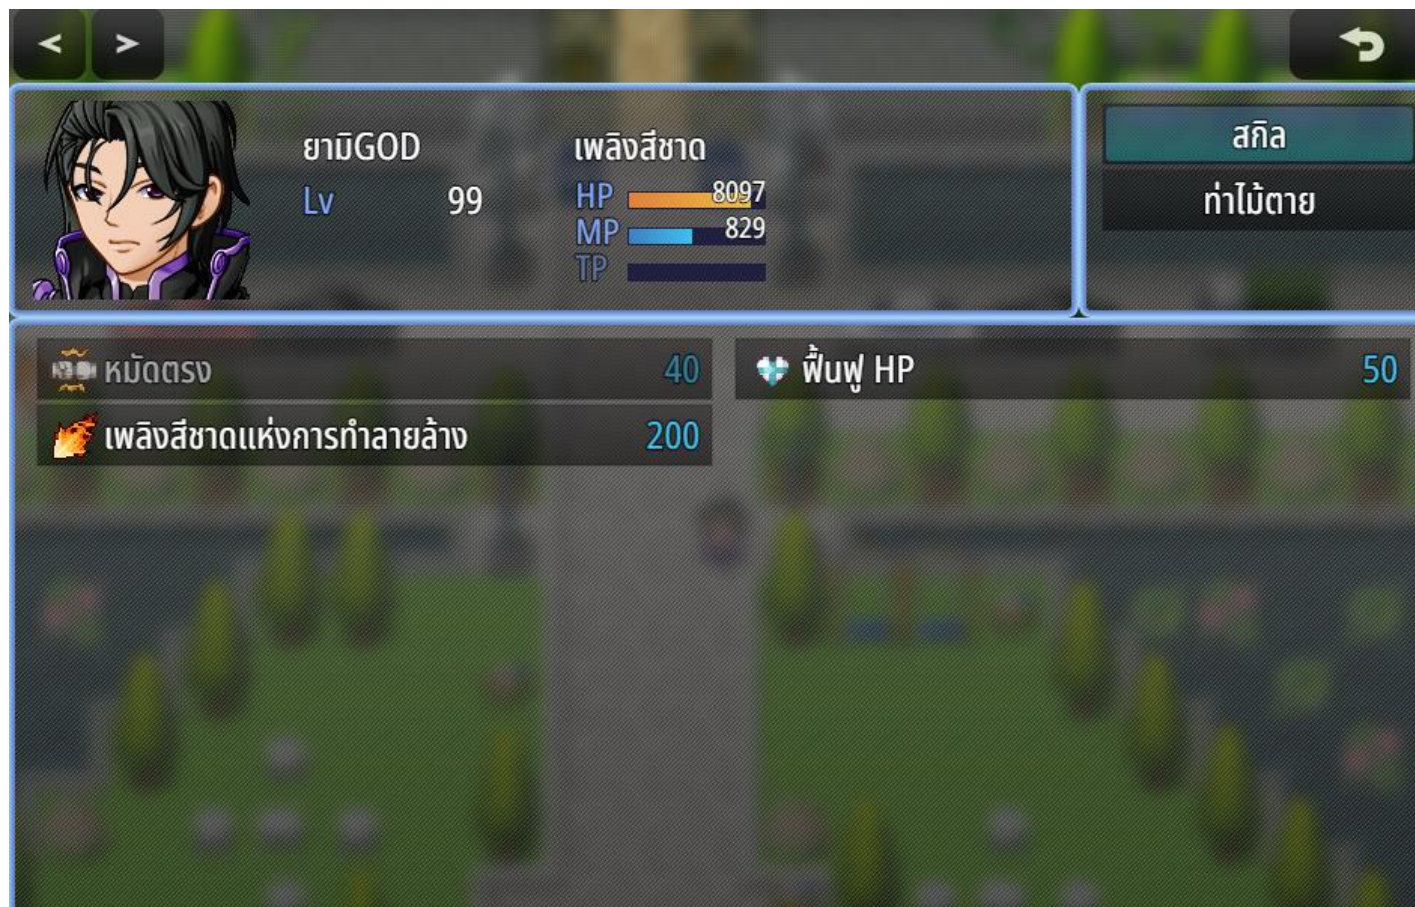 < >
ยามิGOD
Lv 99
เพลิงสีชาด
HP 8097
MP 829
TP
สกิล
ท่าไม้ตาย
หมัดตรง 40
ฟื้นฟู HP 50
เพลิงสีชาดแห่งการทำลายล้าง 200